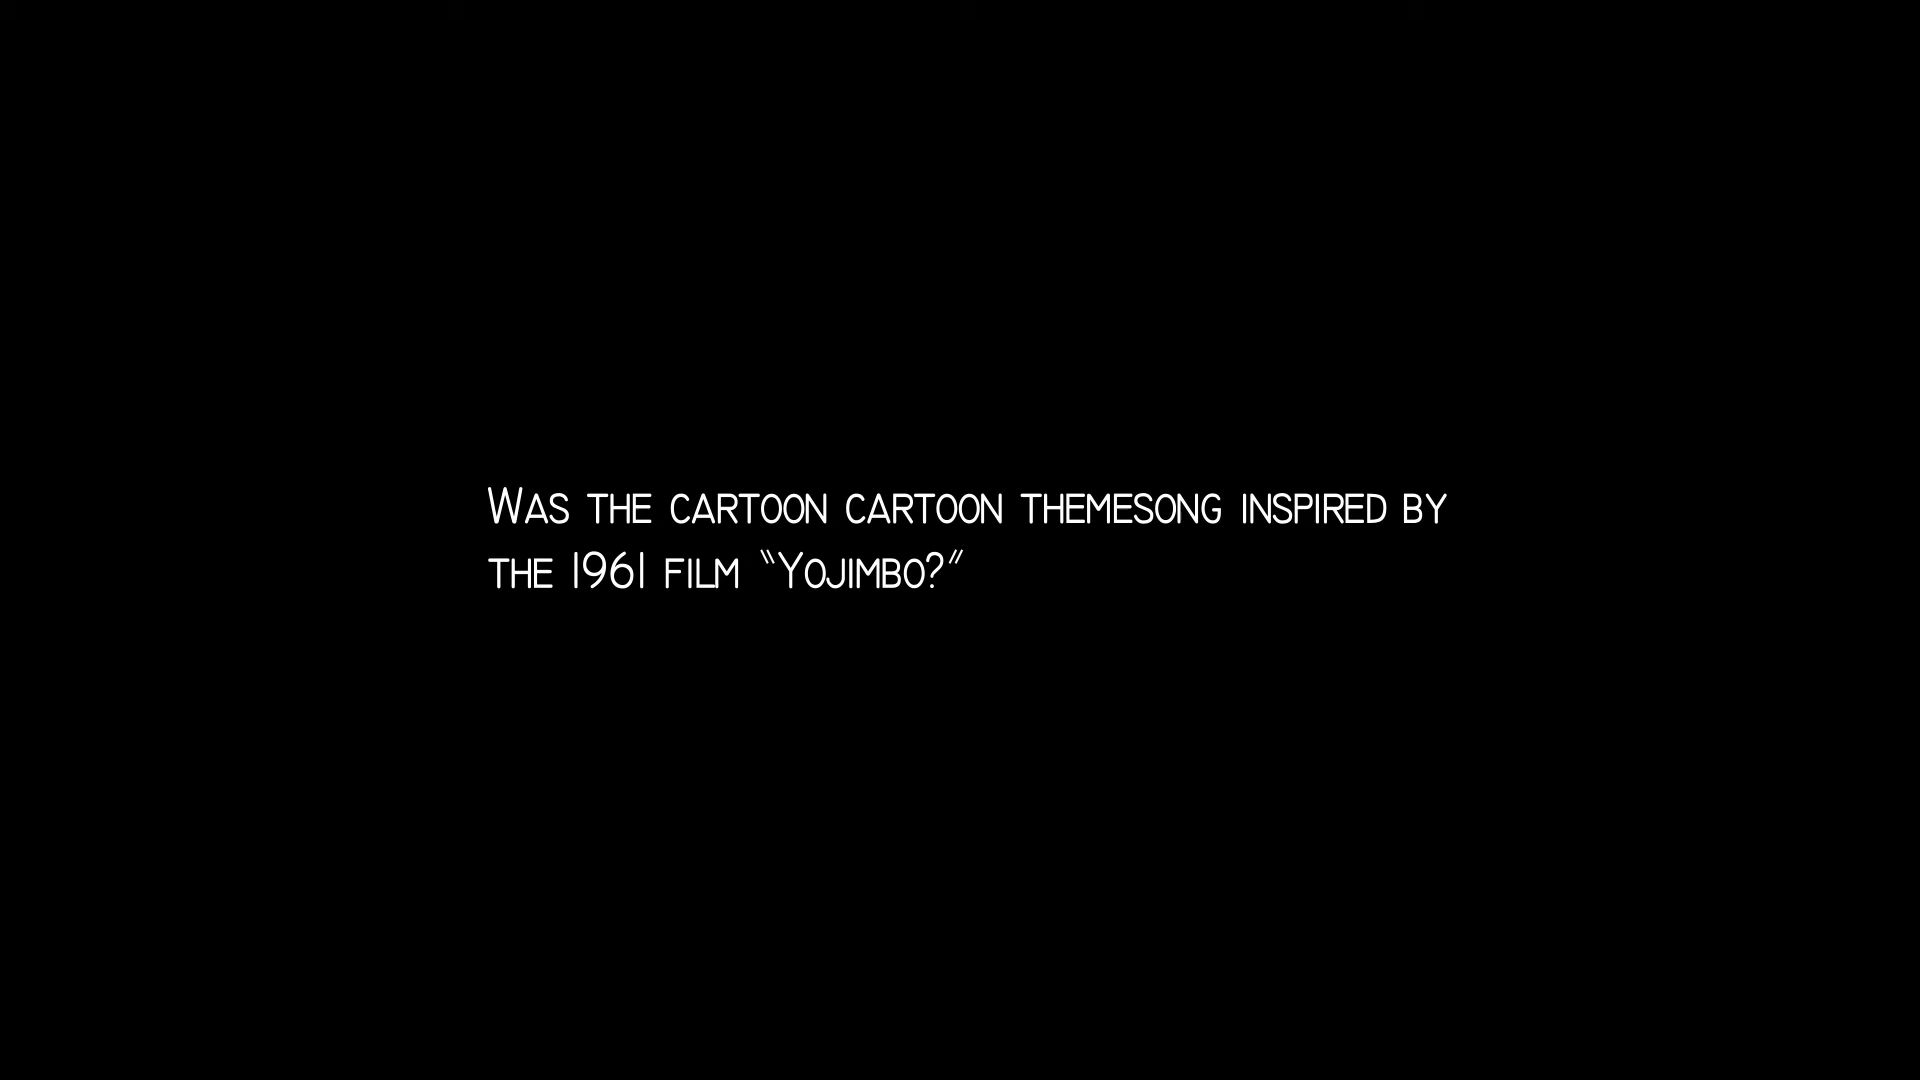 Was the cartoon cartoon themesong inspired by
the 1961 film "Yojimbo?"